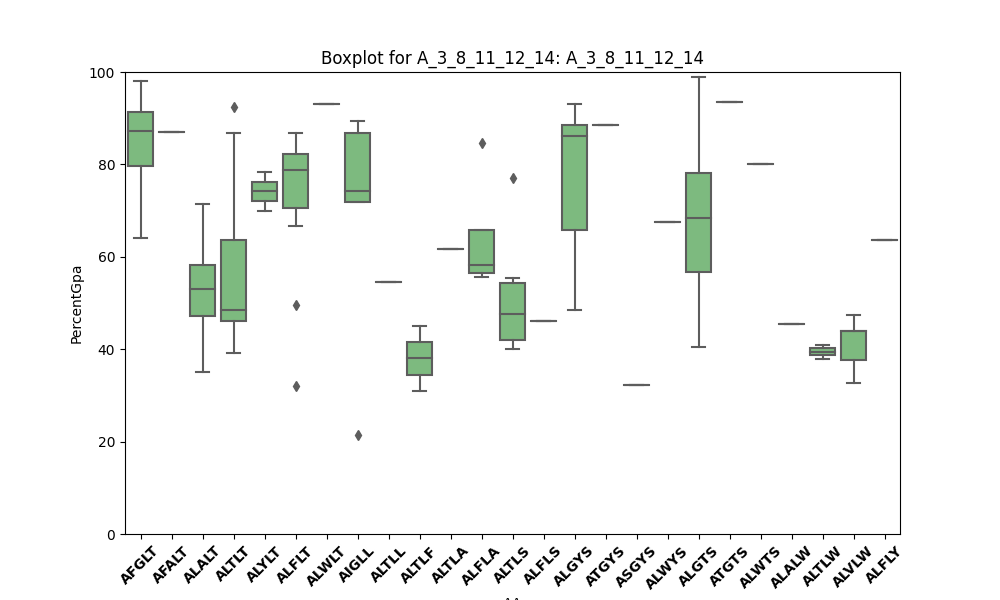 Boxplot for A_3_8_11_12_14: A_3_8_11_12_14
PercentGpa
100
80
60
40
20
0
AFGLT
AFALT
ALALT
ALTLT
ALYLT
ALFLT
ALWLT
AIGLL
ALTLL
ALTLF
ALTLA
ALFLA
ALTLS
ALFLS
ALGYS
ATGYS
ASGYS
ALWYS
ALGTS
ATGTS
ALWTS
ALALW
ALTLW
ALVLW
ALFLY